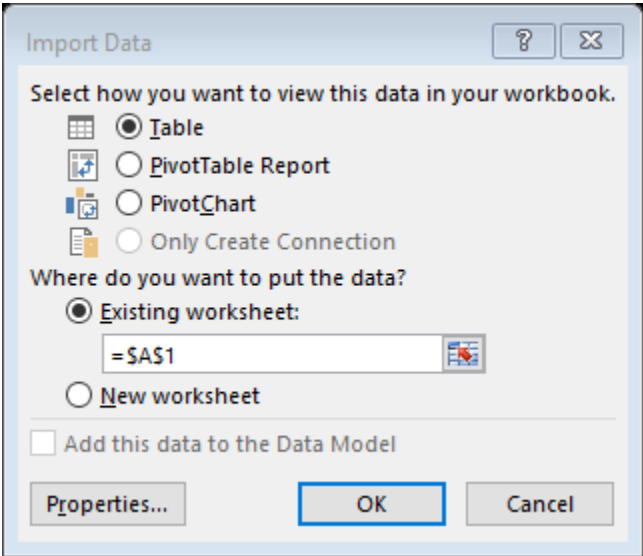 Import Data
?
Select how you want to view this data in your workbook.
Table
PivotTable Report
PivotChart
Only Create Connection
Where do you want to put the data?
Existing worksheet:
=$A$1
New worksheet
Add this data to the Data Model
Properties... OK Cancel